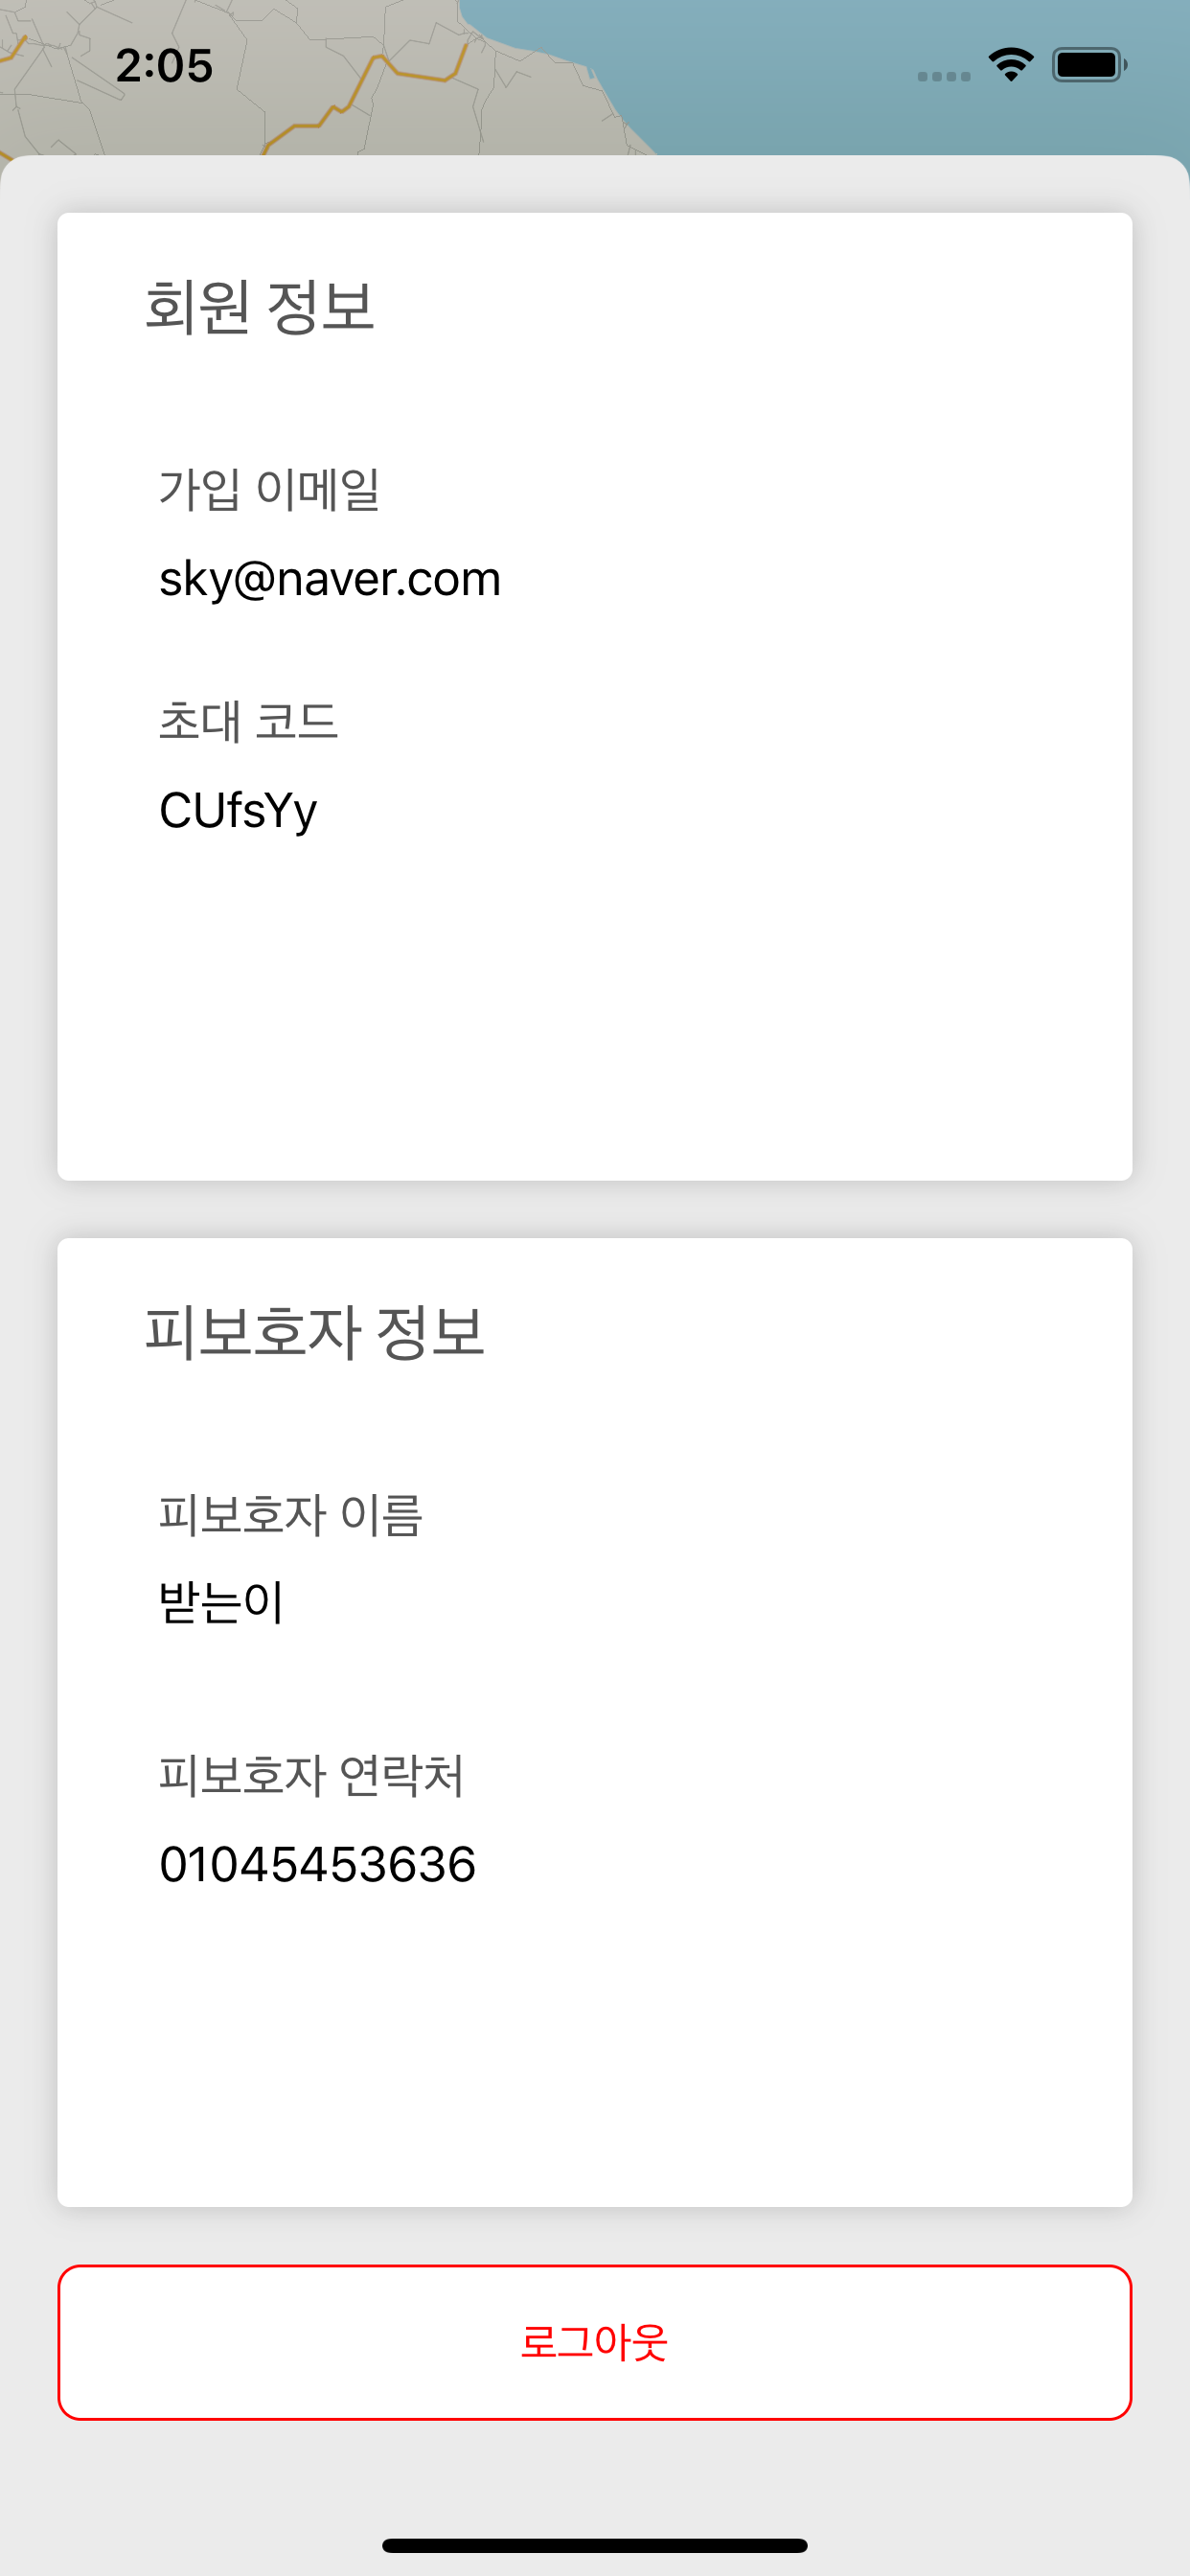 2:05
회원 정보
가입 이메일
sky@naver.com
초대 코드
CUfsYy
피보호자 정보
피보호자 이름
받는이
피보호자 연락처
01045453636
로그아웃